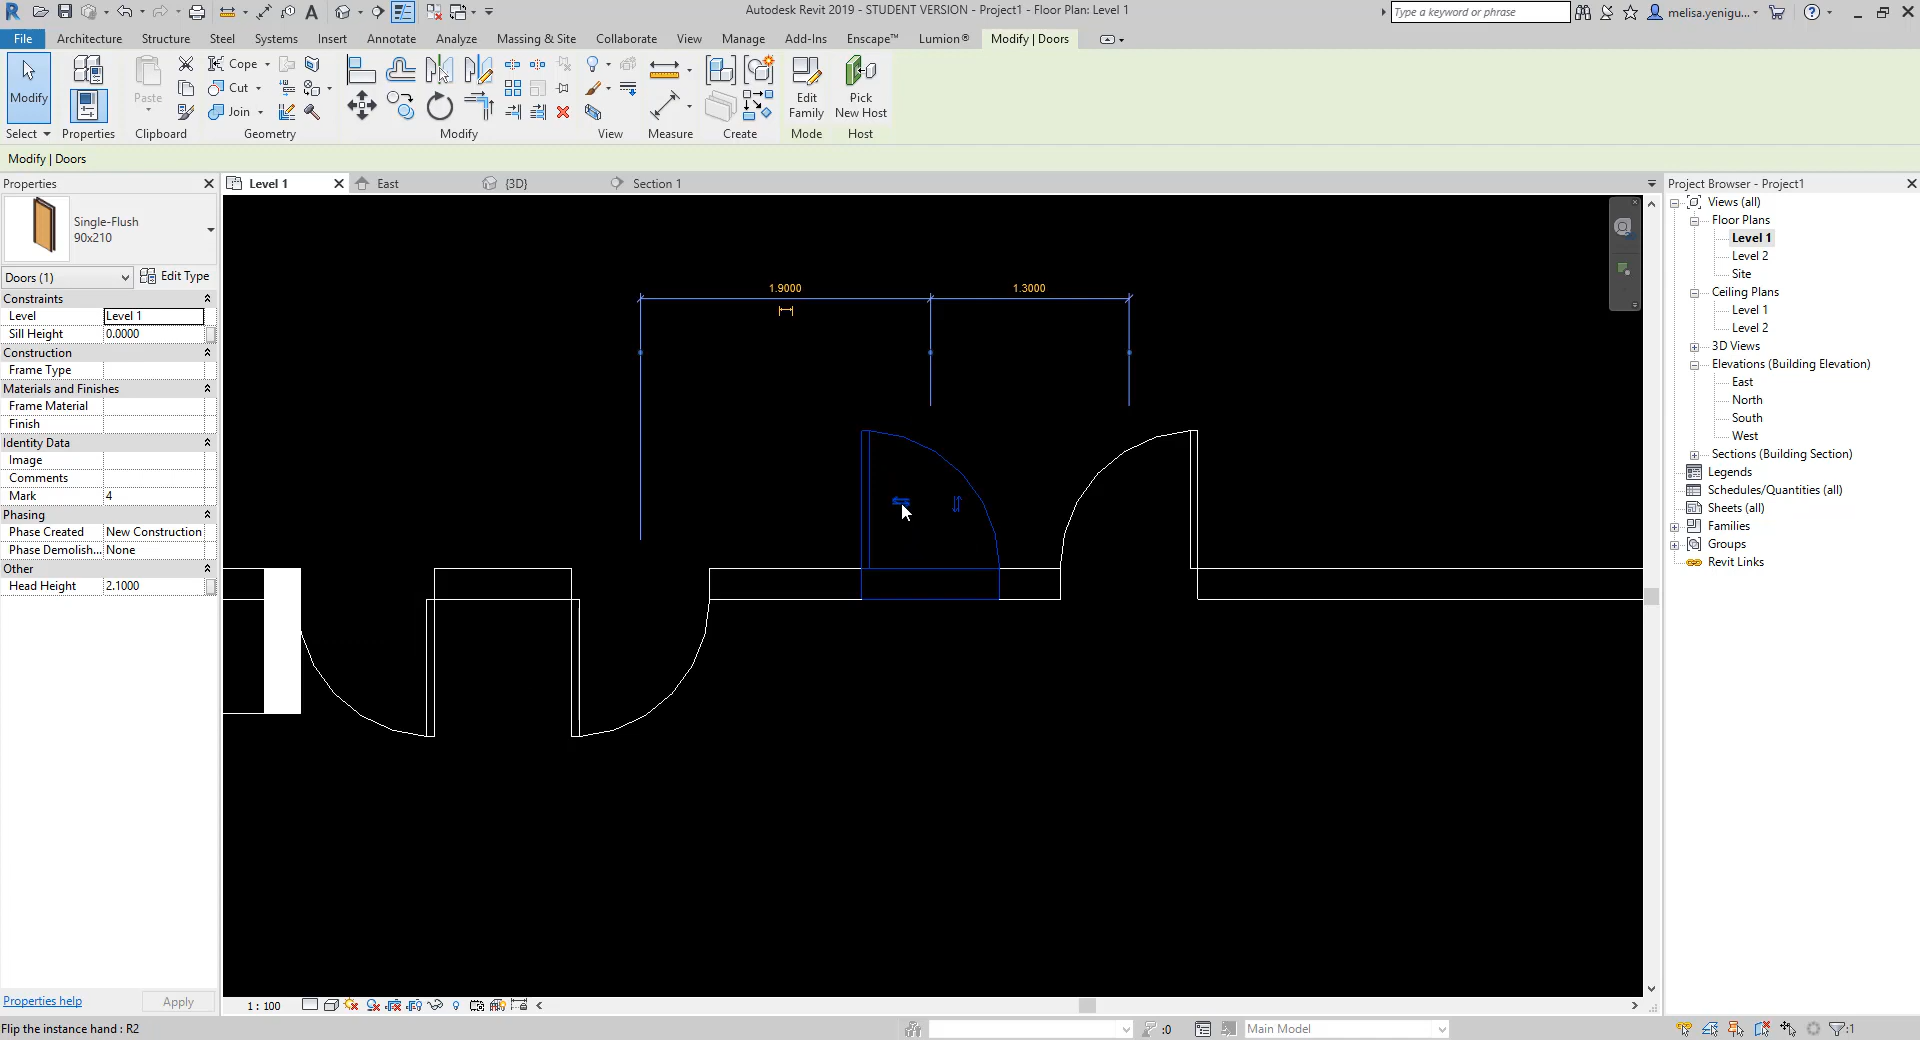 Autodesk Revit 2019 - STUDENT VERSION - Project1 - Floor Plan: Level 1
Type a keyword or phrase
melisa.yenigu...
File Architecture Structure Steel Systems Insert Annotate Analyze Massing & Site Collaborate View Manage Add-Ins Enscape™ Lumion® Modify | Doors
Modify
Paste
Cope
Cut
Join
Edit Family
Pick New Host
Select Properties Clipboard Geometry Modify View Measure Create Mode Host
Modify | Doors
Properties
Level 1 East {3D} Section 1
Project Browser - Project1
Single-Flush
90x210
Doors (1) Edit Type
Constraints
Level Level 1
Sill Height 0.0000
Construction
Frame Type
Materials and Finishes
Frame Material
Finish
Identity Data
Image
Comments
Mark 4
Phasing
Phase Created New Construction
Phase Demolish... None
Other
Head Height 2.1000
Properties help Apply
1.9000 1.3000
Views (all)
Floor Plans
Level 1
Level 2
Site
Ceiling Plans
Level 1
Level 2
3D Views
Elevations (Building Elevation)
East
North
South
West
Sections (Building Section)
Legends
Schedules/Quantities (all)
Sheets (all)
Families
Groups
Revit Links
1 : 100
Flip the instance hand : R2
:0
Main Model
:1